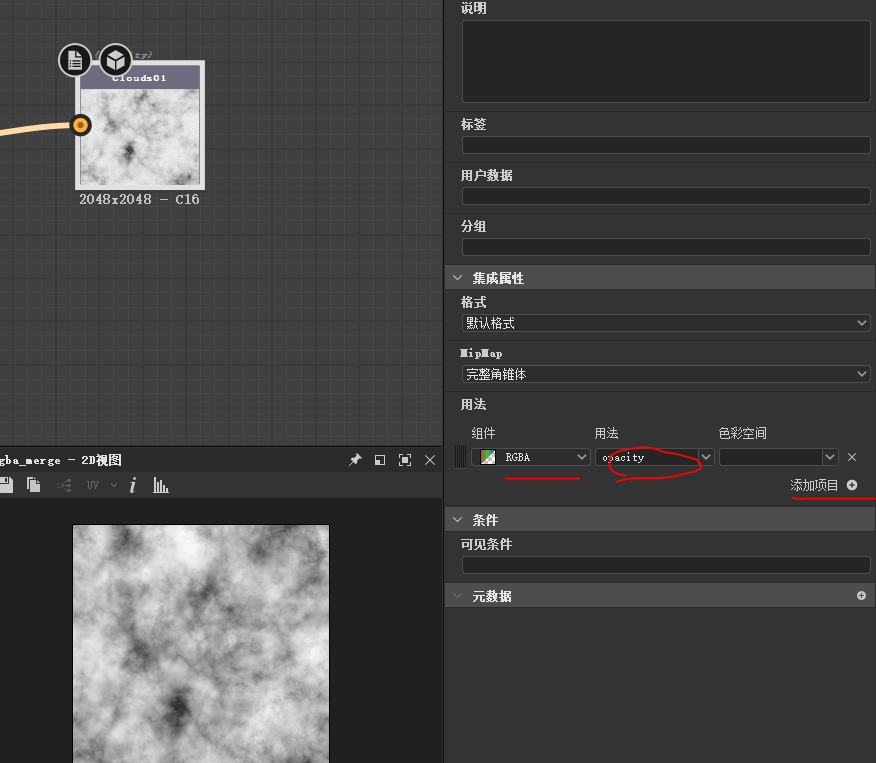 说明
ty)
Clouds01
2048x2048 - C16
标签
用户数据
分组
集成属性
格式
默认格式
MipMap
完整角锥体
用法
组件 用法 色彩空间
RGBA opacity
添加项目
条件
可见条件
元数据
gba_merge - 2D视图
UV